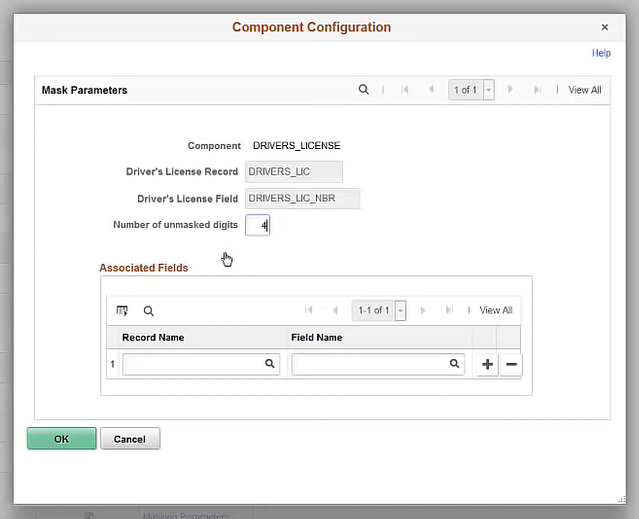 Component Configuration
×
Help
Mask Parameters
1 of 1
View All
Component DRIVERS_LICENSE
Driver's License Record DRIVERS_LIC
Driver's License Field DRIVERS_LIC_NBR
Number of unmasked digits 4
Associated Fields
1-1 of 1
View All
Record Name Field Name
1
OK Cancel
Masking Parameters